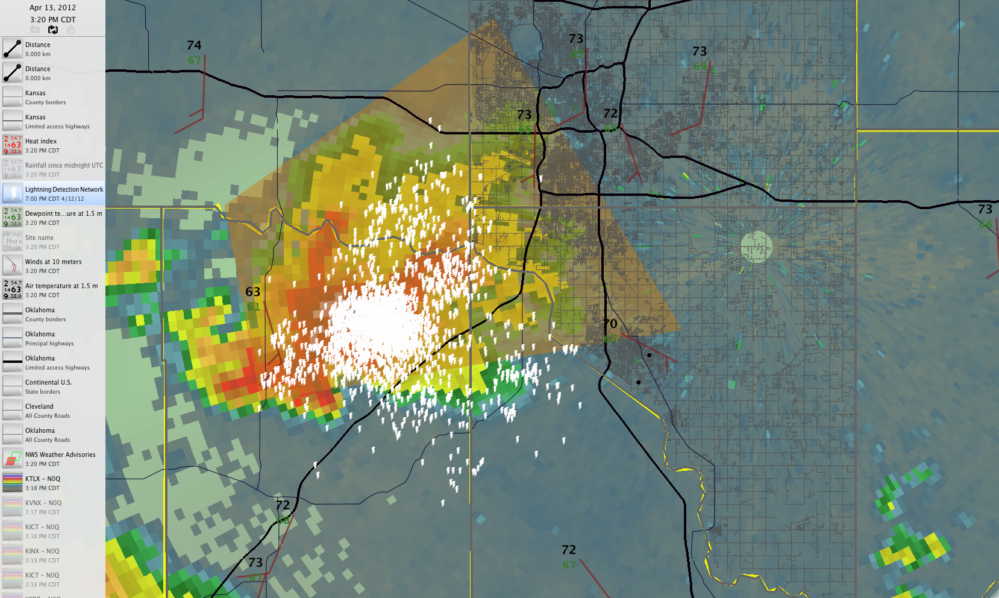 Apr 13, 2012
3:20 PM CDT
Distance
0.000 km
Distance
0.000 km
Kansas
County borders
Kansas
Limited access highways
Heat index
3:20 PM CDT
Rainfall since midnight UTC
3:20 PM CDT
Lightning Detection Network
7:00 PM CDT 4/12/12
Dewpoint te...ure at 1.5 m
3:20 PM CDT
Site name
3:20 PM CDT
Winds at 10 meters
3:20 PM CDT
Air temperature at 1.5 m
3:20 PM CDT
Oklahoma
County borders
Oklahoma
Principal highways
Oklahoma
Limited access highways
Continental U.S.
State borders
Cleveland
All County Roads
Oklahoma
All County Roads
NWS Weather Advisories
3:20 PM CDT
KTLX – N0Q
3:18 PM CDT
KVNX – N0Q
3:17 PM CDT
KICT – N0Q
3:18 PM CDT
KINX – N0Q
3:19 PM CDT
KICT – N0Q
3:18 PM CDT
74
67
73
65
73
64
73
65
72
65
73
66
63
61
70
65
72
68
73
67
72
67